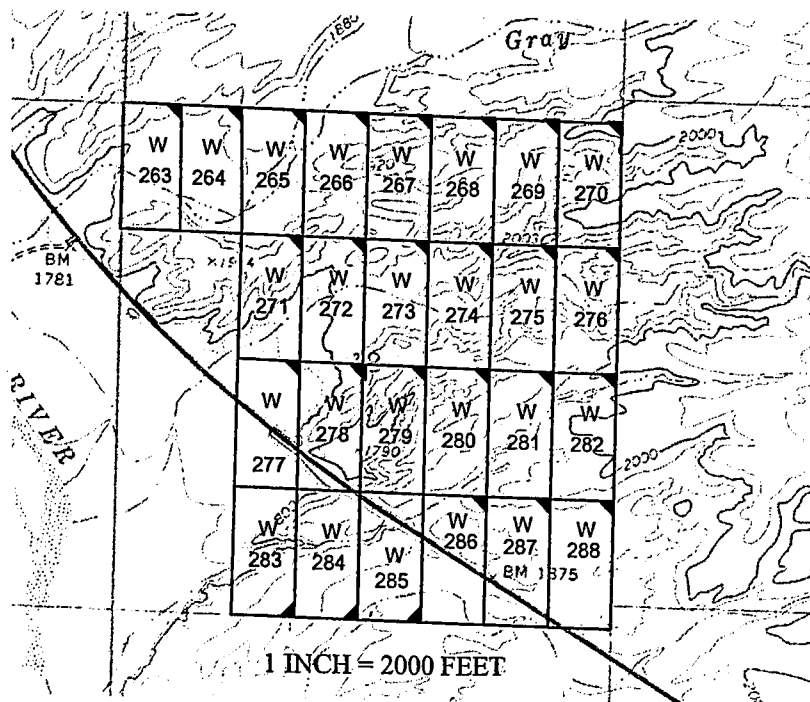 1880
Gray
2000
W W W W W W W W
263 264 265 266 267 268 269 270
BM
1781
W W W W W W
271 272 273 274 275 276
RIVER
W W W W W W
277 278 279 280 281 282
1790
2000
W W W W W W
283 284 285 286 287 288
BM 1875
1 INCH = 2000 FEET